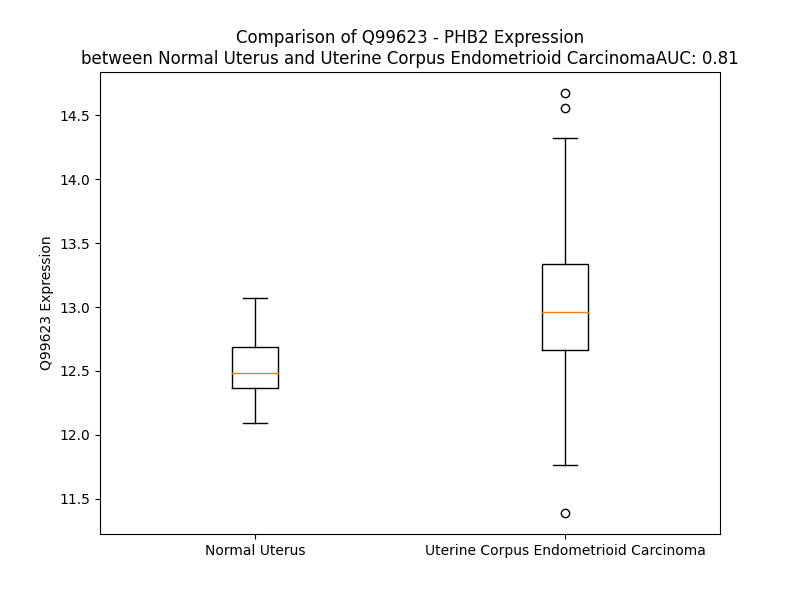 Comparison of Q99623 - PHB2 Expression
between Normal Uterus and Uterine Corpus Endometrioid CarcinomaAUC: 0.81
14.5
14.0
13.5
13.0
12.5
12.0
11.5
Q99623 Expression
Normal Uterus
Uterine Corpus Endometrioid Carcinoma